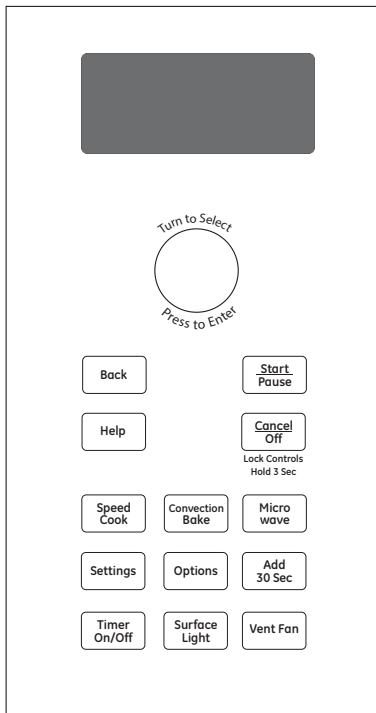 Turn to Select
Press to Enter
Back
Start
Pause
Help
Cancel
Off
Lock Controls
Hold 3 Sec
Speed
Cook
Convection
Bake
Micro
wave
Settings
Options
Add
30 Sec
Timer
On/Off
Surface
Light
Vent Fan